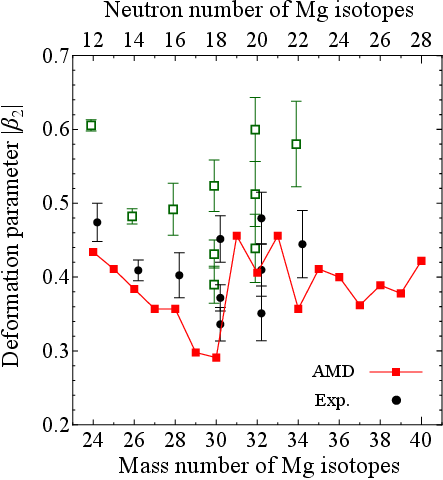 Neutron number of Mg isotopes
12 14 16 18 20 22 24 26 28
0.7
0.6
0.5
0.4
0.3
0.2
Deformation parameter |β₂|
AMD
Exp.
24 26 28 30 32 34 36 38 40
Mass number of Mg isotopes